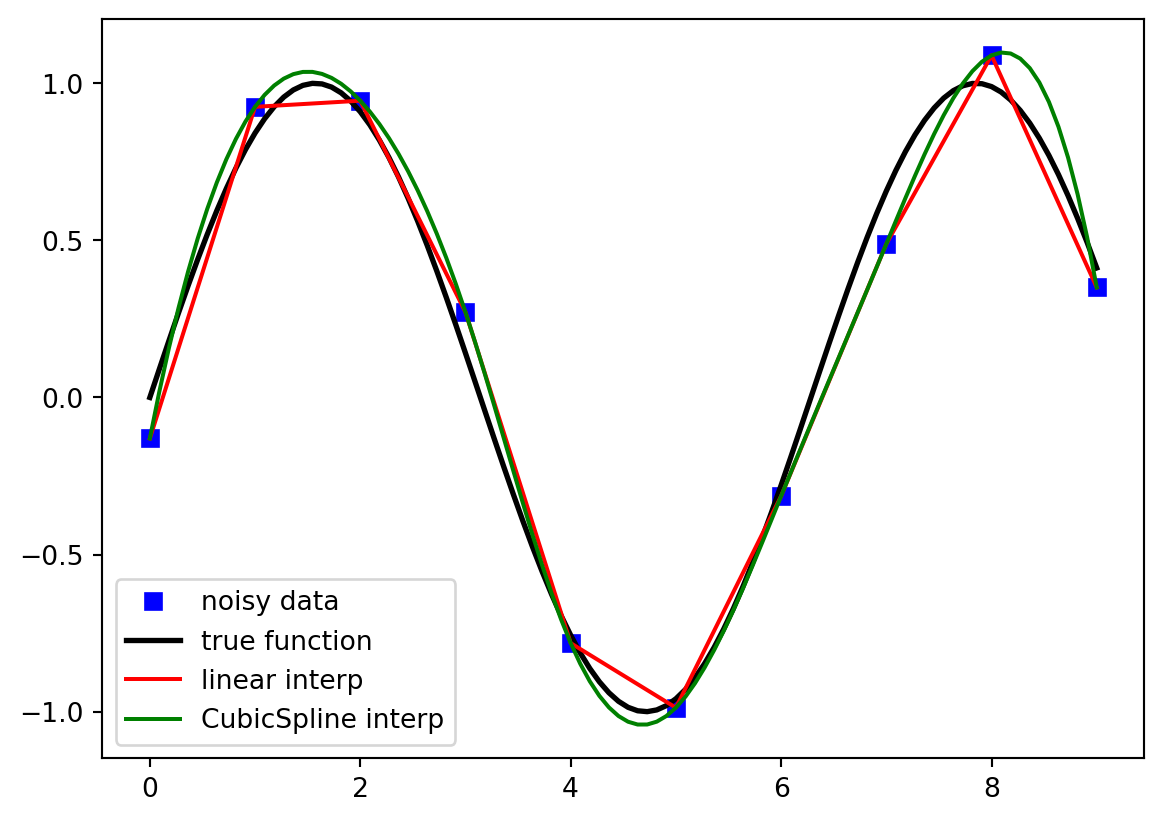 1.0
0.5
0.0
−0.5
−1.0
noisy data
true function
linear interp
CubicSpline interp
0 2 4 6 8